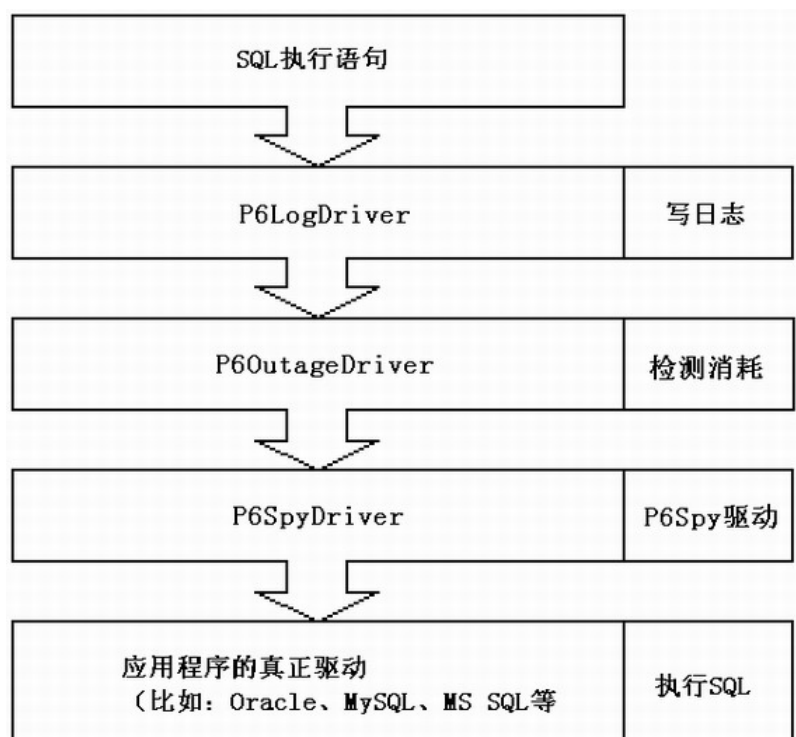 SQL执行语句
P6LogDriver
写日志
P6OutageDriver
检测消耗
P6SpyDriver
P6Spy驱动
应用程序的真正驱动
（比如：Oracle、MySQL、MS SQL等
执行SQL